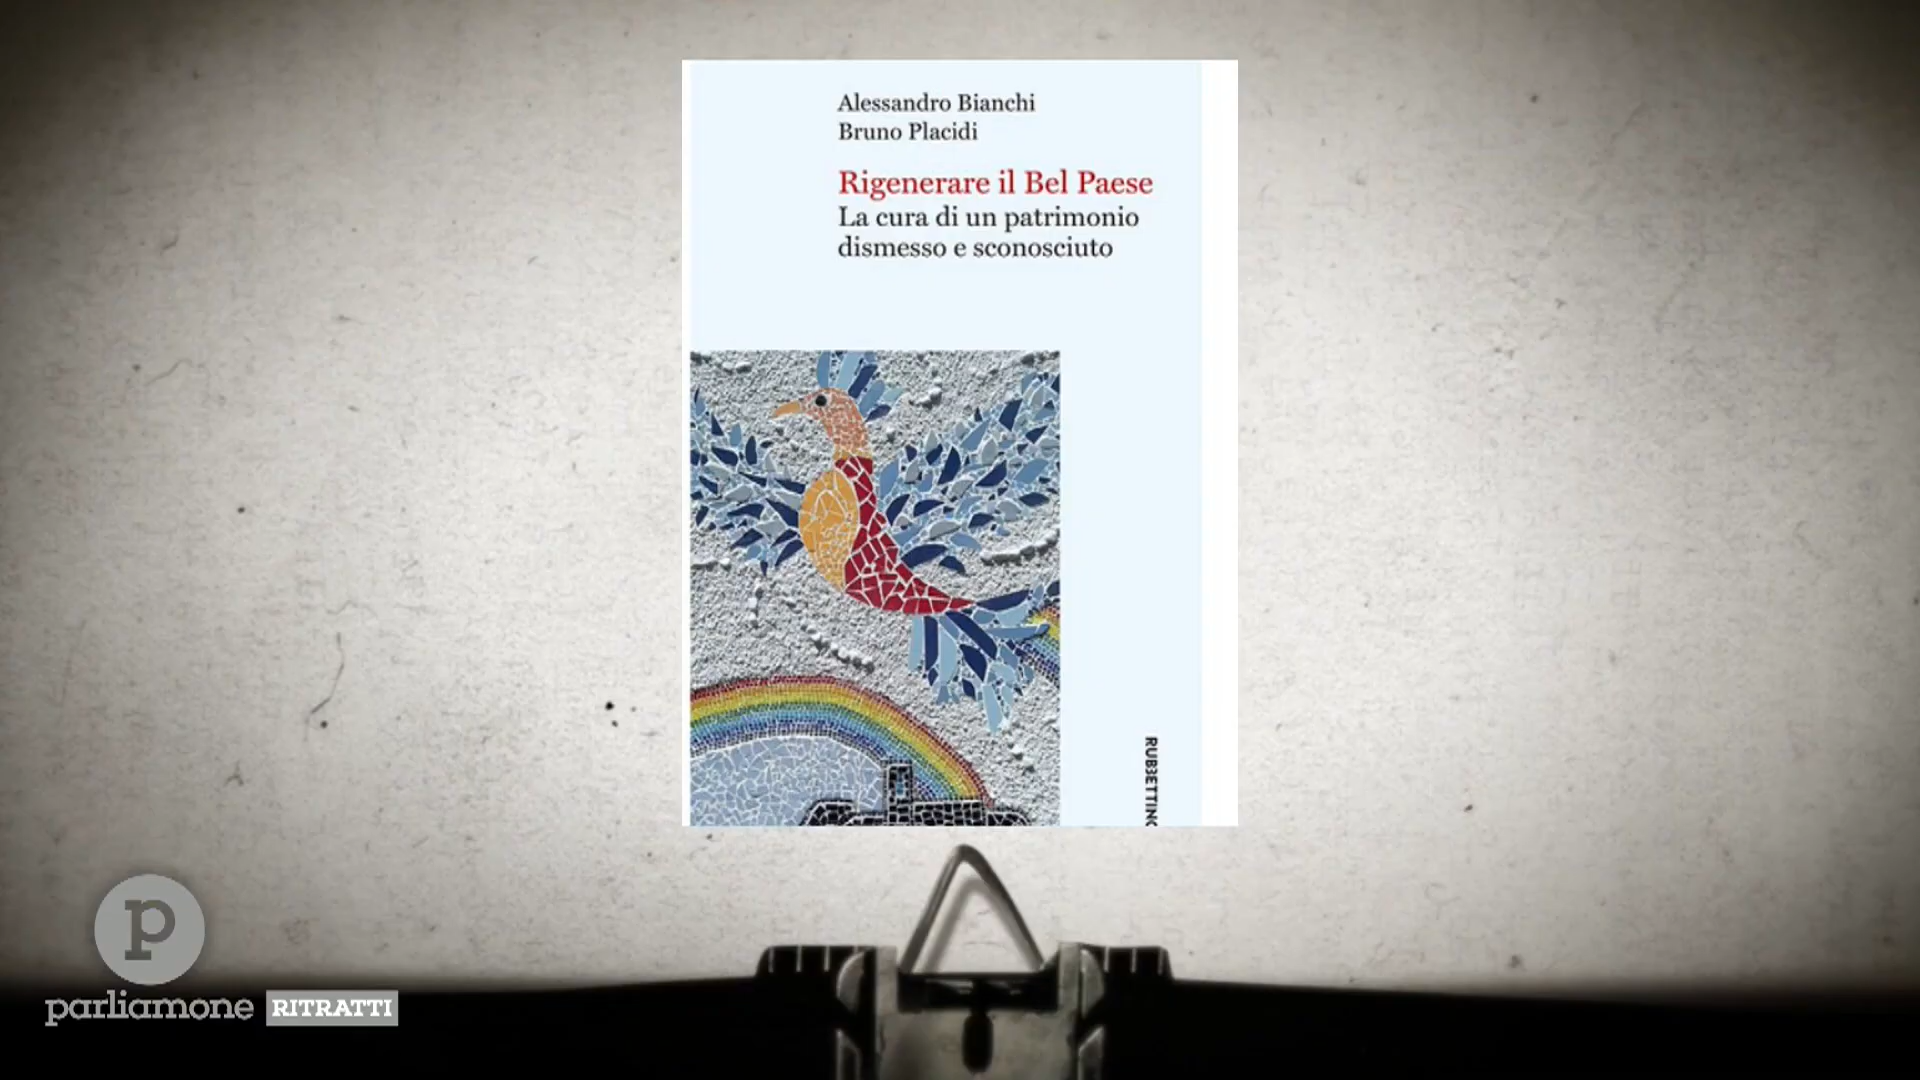 Alessandro Bianchi
Bruno Placidi
Rigenerare il Bel Paese
La cura di un patrimonio
dismesso e sconosciuto
RUBBETTINO
p
parliamone RITRATTI